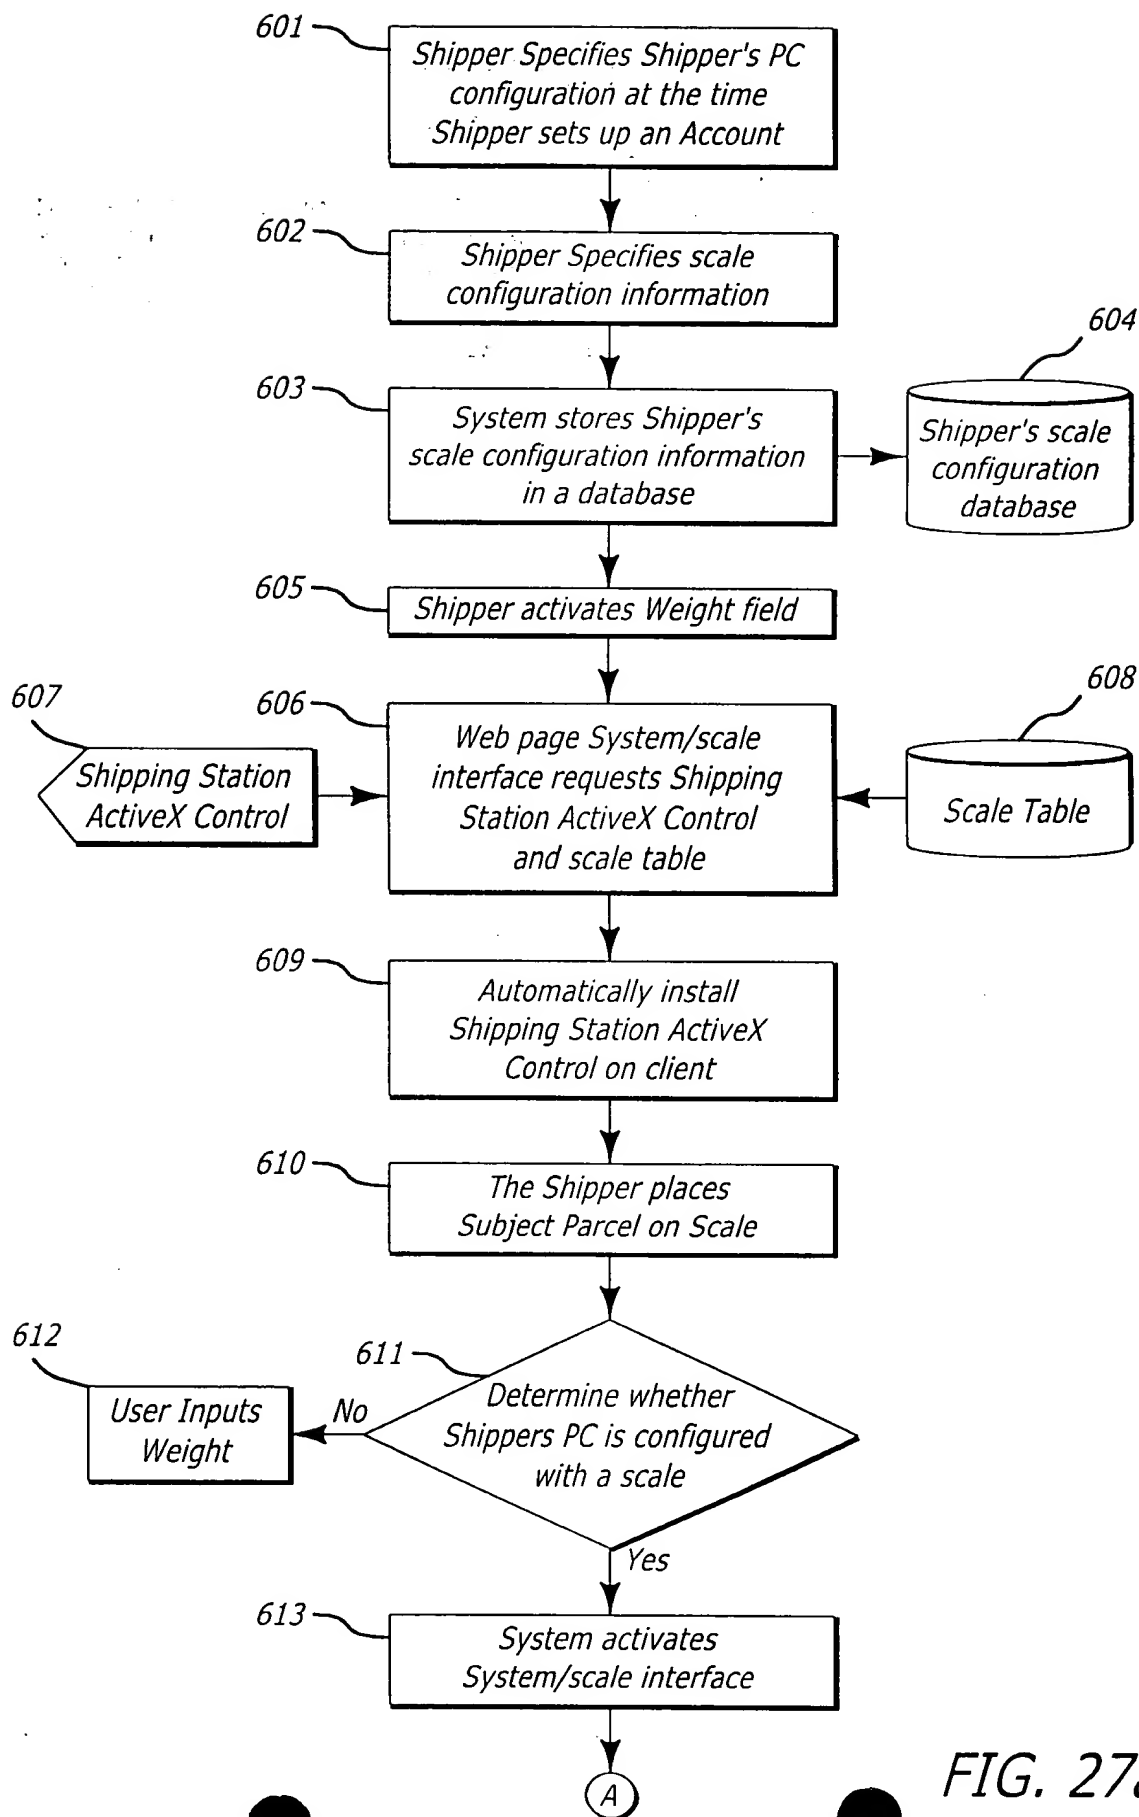 601
Shipper Specifies Shipper's PC
configuration at the time
Shipper sets up an Account
602
Shipper Specifies scale
configuration information
603
System stores Shipper's
scale configuration information
in a database
604
Shipper's scale
configuration
database
605
Shipper activates Weight field
606
Web page System/scale
interface requests Shipping
Station ActiveX Control
and scale table
607
Shipping Station
ActiveX Control
608
Scale Table
609
Automatically install
Shipping Station ActiveX
Control on client
610
The Shipper places
Subject Parcel on Scale
611
Determine whether
Shippers PC is configured
with a scale
No
612
User Inputs
Weight
Yes
613
System activates
System/scale interface
A
FIG. 27a